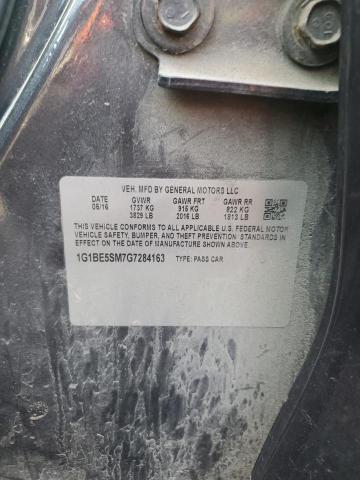 VEH. MFD BY GENERAL MOTORS LLC
DATE GVWR GAWR FRT GAWR RR
05/16 1737 KG 915 KG 822 KG
3829 LB 2016 LB 1813 LB
THIS VEHICLE CONFORMS TO ALL APPLICABLE U.S. FEDERAL MOTOR
VEHICLE SAFETY, BUMPER, AND THEFT PREVENTION STANDARDS IN
EFFECT ON THE DATE OF MANUFACTURE SHOWN ABOVE.
1G1BE5SM7G7284163 TYPE: PASS CAR